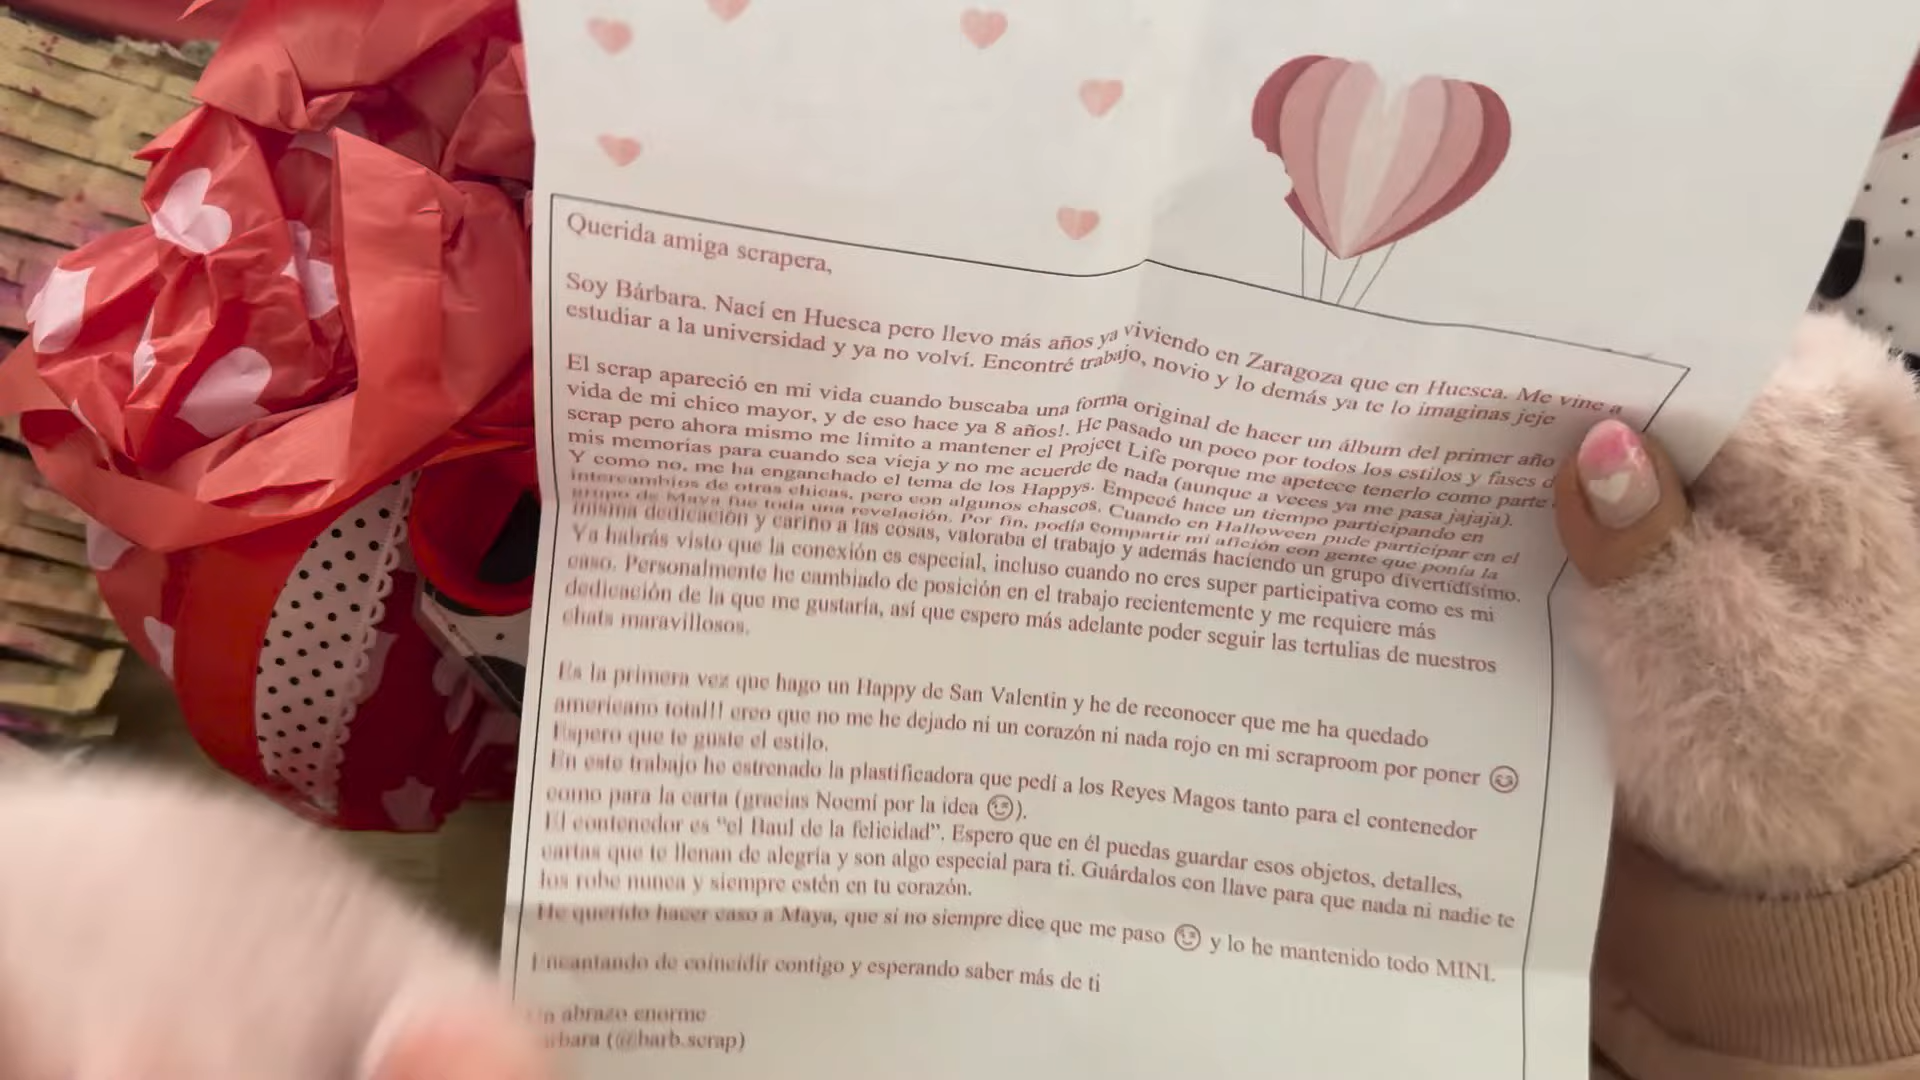 Querida amiga scrapera,
Soy Bárbara. Nací en Huesca pero llevo más años ya viviendo en Zaragoza que en Huesca. Me vine a
estudiar a la universidad y ya no volví. Encontré trabajo, novio y lo demás ya te lo imaginas jeje
El scrap apareció en mi vida cuando buscaba una forma original de hacer un álbum del primer año
vida de mi chico mayor, y de eso hace ya 8 años!. He pasado un poco por todos los estilos y fases d
scrap pero ahora mismo me limito a mantener el Project Life porque me apetece tenerlo como parte
mis memorias para cuando sea vieja y no me acuerde de nada (aunque a veces ya me pasa jajaja).
Y como no, me ha enganchado el tema de los Happys. Empecé hace un tiempo participando en
intercambios de otras chicas, pero con algunos chascos. Cuando en Halloween pude participar en el
grupo de Maya fue toda una revelación. Por fin, podía compartir mi afición con gente que ponía la
misma dedicación y cariño a las cosas, valoraba el trabajo y además haciendo un grupo divertidísimo.
Ya habrás visto que la conexión es especial, incluso cuando no eres super participativa como es mi
caso. Personalmente he cambiado de posición en el trabajo recientemente y me requiere más
dedicación de la que me gustaría, así que espero más adelante poder seguir las tertulias de nuestros
chats maravillosos.
Es la primera vez que hago un Happy de San Valentin y he de reconocer que me ha quedado
americano total!! creo que no me he dejado ni un corazón ni nada rojo en mi scraproom por poner 😊
Espero que te guste el estilo.
En este trabajo he estrenado la plastificadora que pedí a los Reyes Magos tanto para el contenedor
como para la carta (gracias Noemí por la idea 😉).
El contenedor es “el Baul de la felicidad”. Espero que en él puedas guardar esos objetos, detalles,
cartas que te llenan de alegría y son algo especial para ti. Guárdalos con llave para que nada ni nadie te
los robe nunca y siempre estén en tu corazón.
He querido hacer caso a Maya, que si no siempre dice que me paso 😉 y lo he mantenido todo MINI.
Encantando de coincidir contigo y esperando saber más de ti
n abrazo enorme
rbara (@barb.scrap)